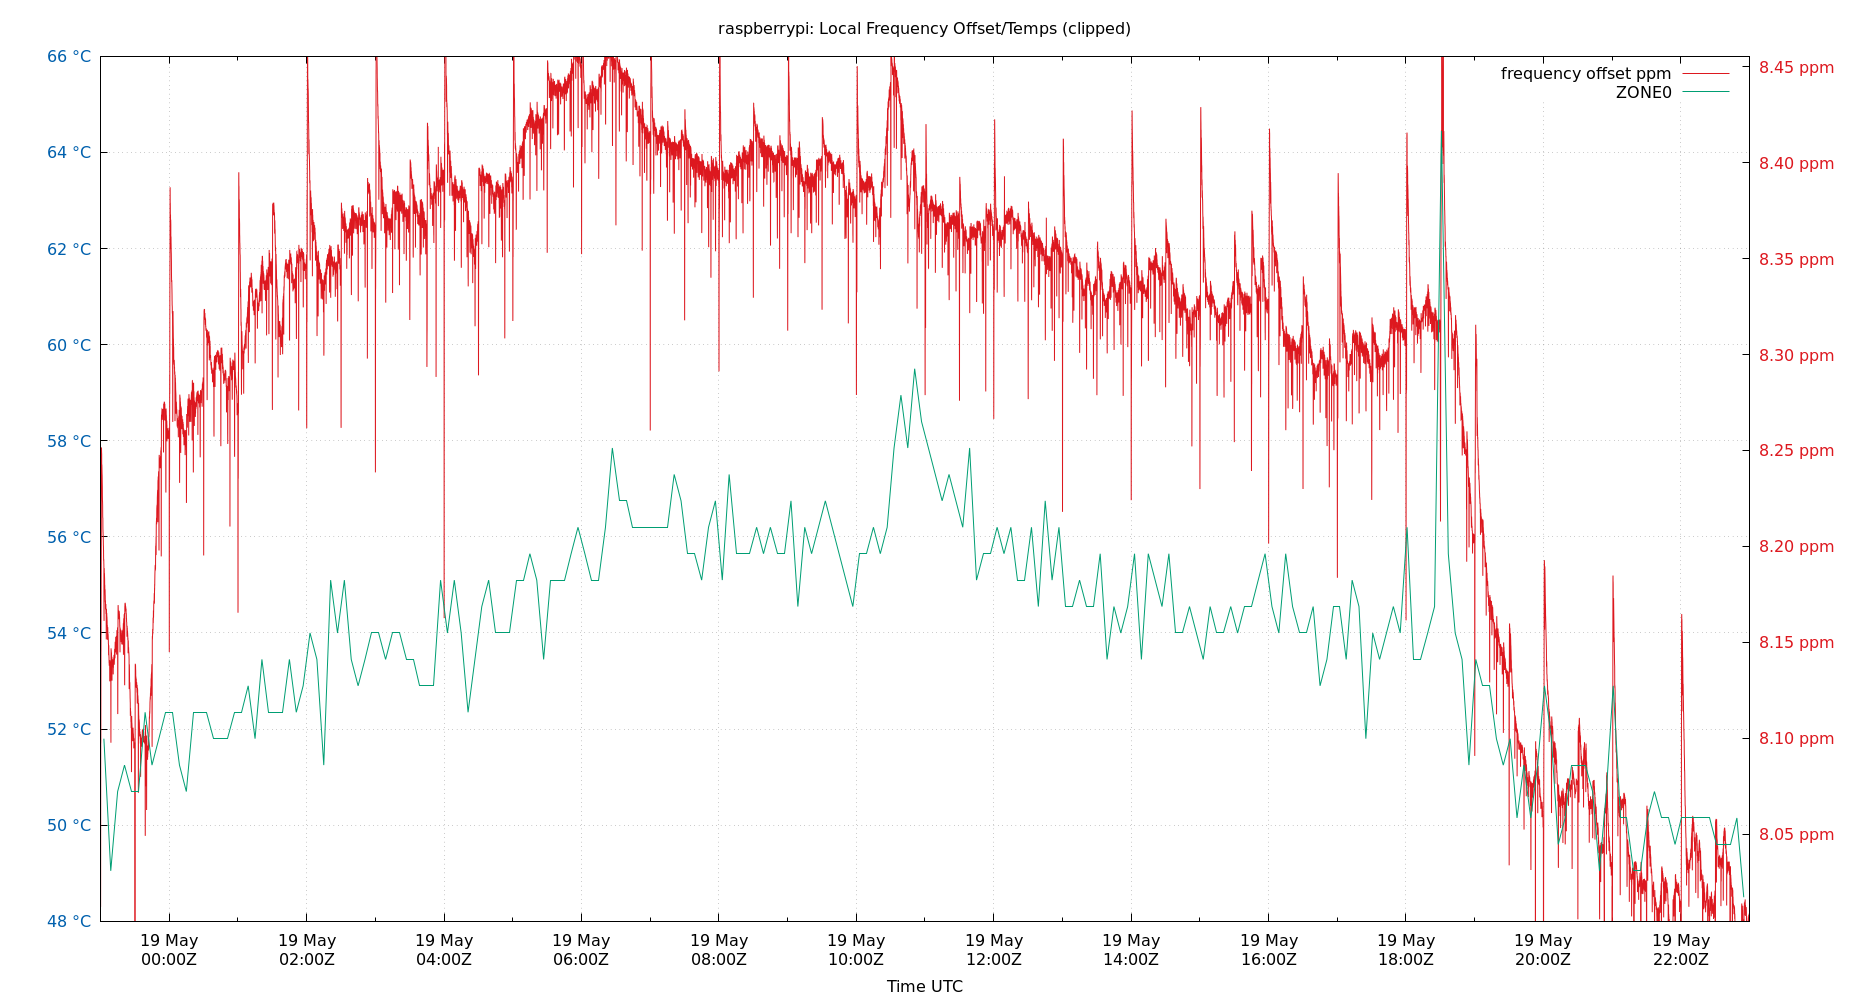 raspberrypi: Local Frequency Offset/Temps (clipped)
frequency offset ppm
ZONE0
66 °C
64 °C
62 °C
60 °C
58 °C
56 °C
54 °C
52 °C
50 °C
48 °C
8.45 ppm
8.40 ppm
8.35 ppm
8.30 ppm
8.25 ppm
8.20 ppm
8.15 ppm
8.10 ppm
8.05 ppm
19 May 19 May 19 May 19 May 19 May 19 May 19 May 19 May 19 May 19 May 19 May 19 May
00:00Z 02:00Z 04:00Z 06:00Z 08:00Z 10:00Z 12:00Z 14:00Z 16:00Z 18:00Z 20:00Z 22:00Z
Time UTC